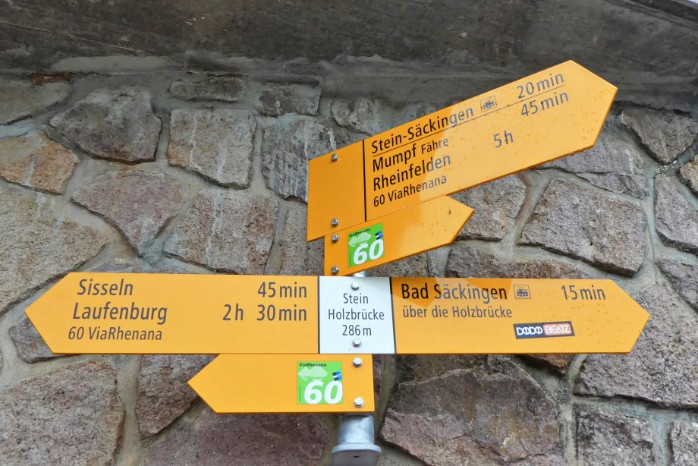 Stein-Säckingen 20 min
Mumpf Fähre 45 min
Rheinfelden 5 h
60 ViaRhenana
60
Sisseln 45 min
Laufenburg 2 h 30 min
60 ViaRhenana
Stein
Holzbrücke
286 m
Bad Säckingen 15 min
über die Holzbrücke
60